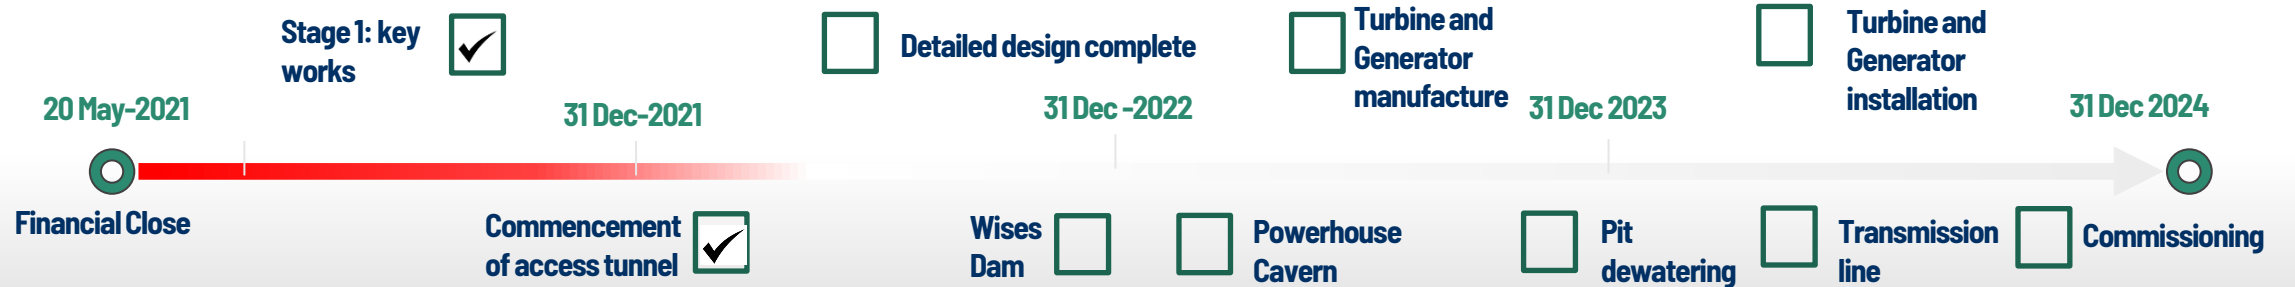 Stage 1: key
works
Detailed design complete
Turbine and
Generator
manufacture
Turbine and
Generator
installation
20 May-2021
31 Dec-2021
31 Dec -2022
31 Dec 2023
31 Dec 2024
Financial Close
Commencement
of access tunnel
Wises
Dam
Powerhouse
Cavern
Pit
dewatering
Transmission
line
Commissioning